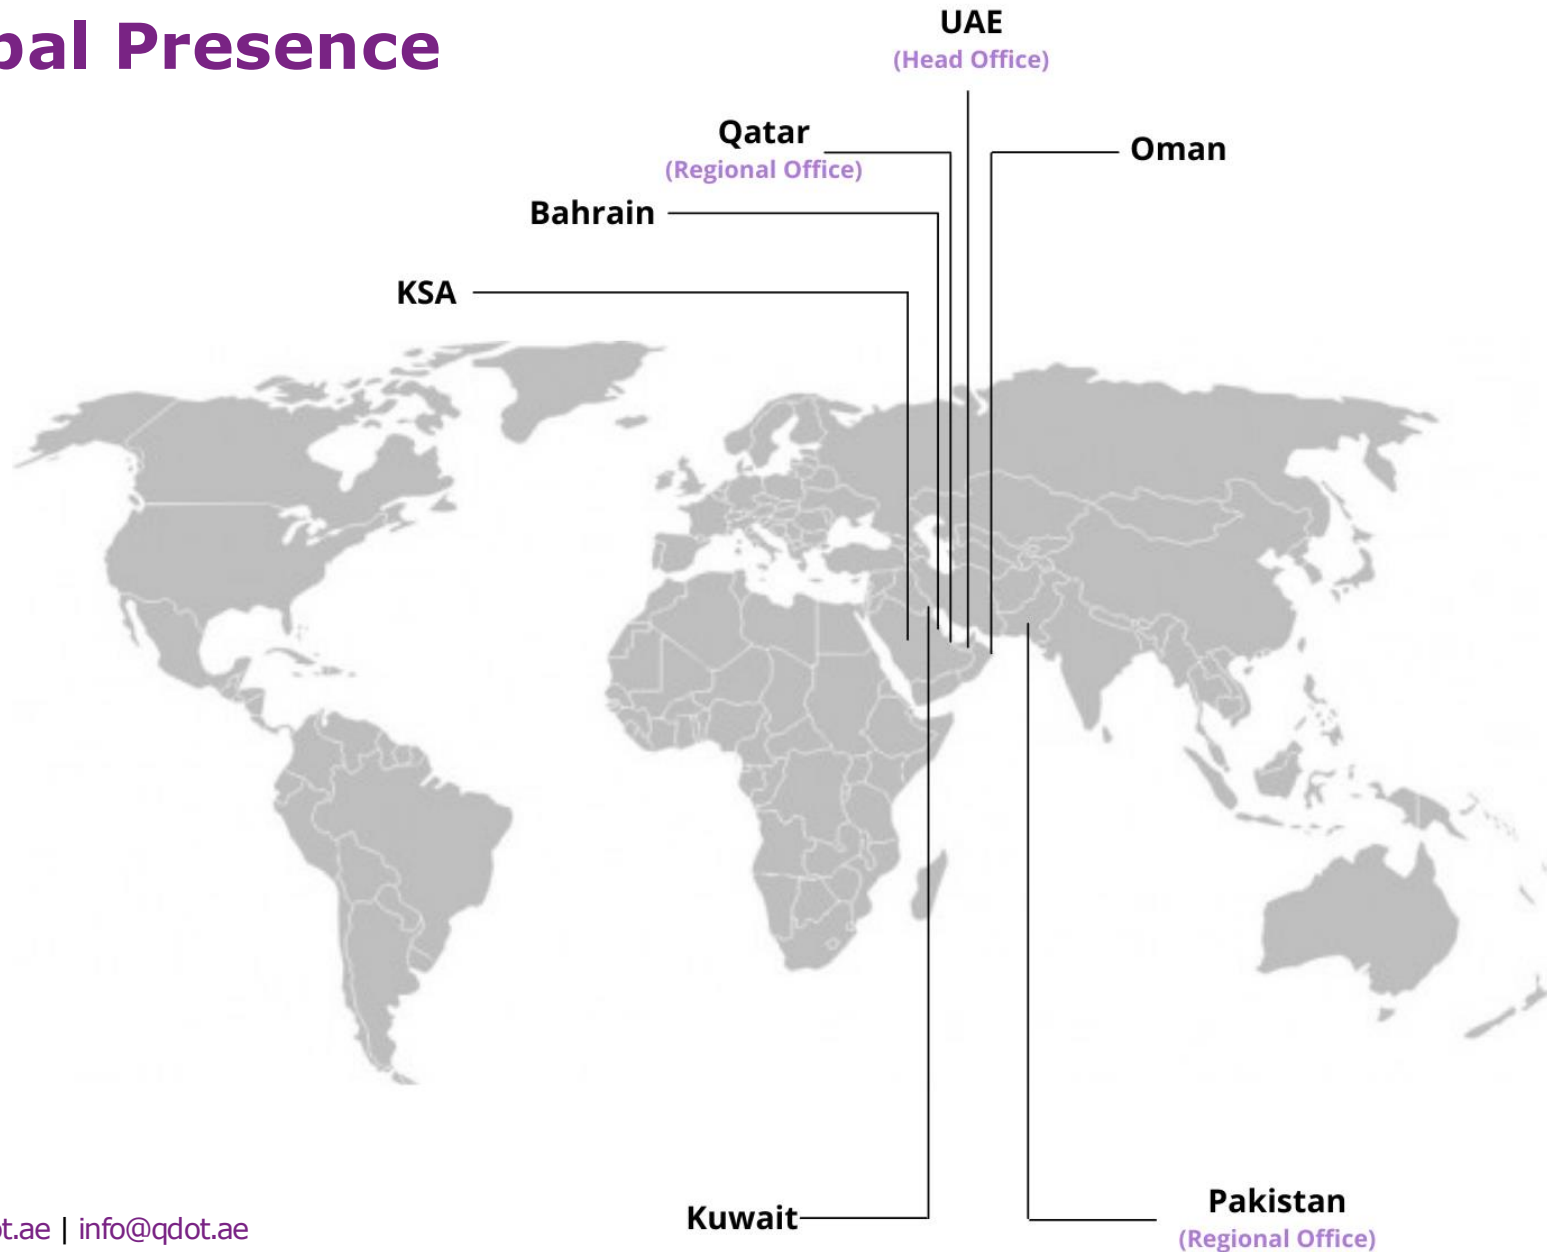 bal Presence
UAE
(Head Office)
Qatar
(Regional Office)
Oman
Bahrain
KSA
Kuwait
Pakistan
(Regional Office)
ot.ae | info@qdot.ae